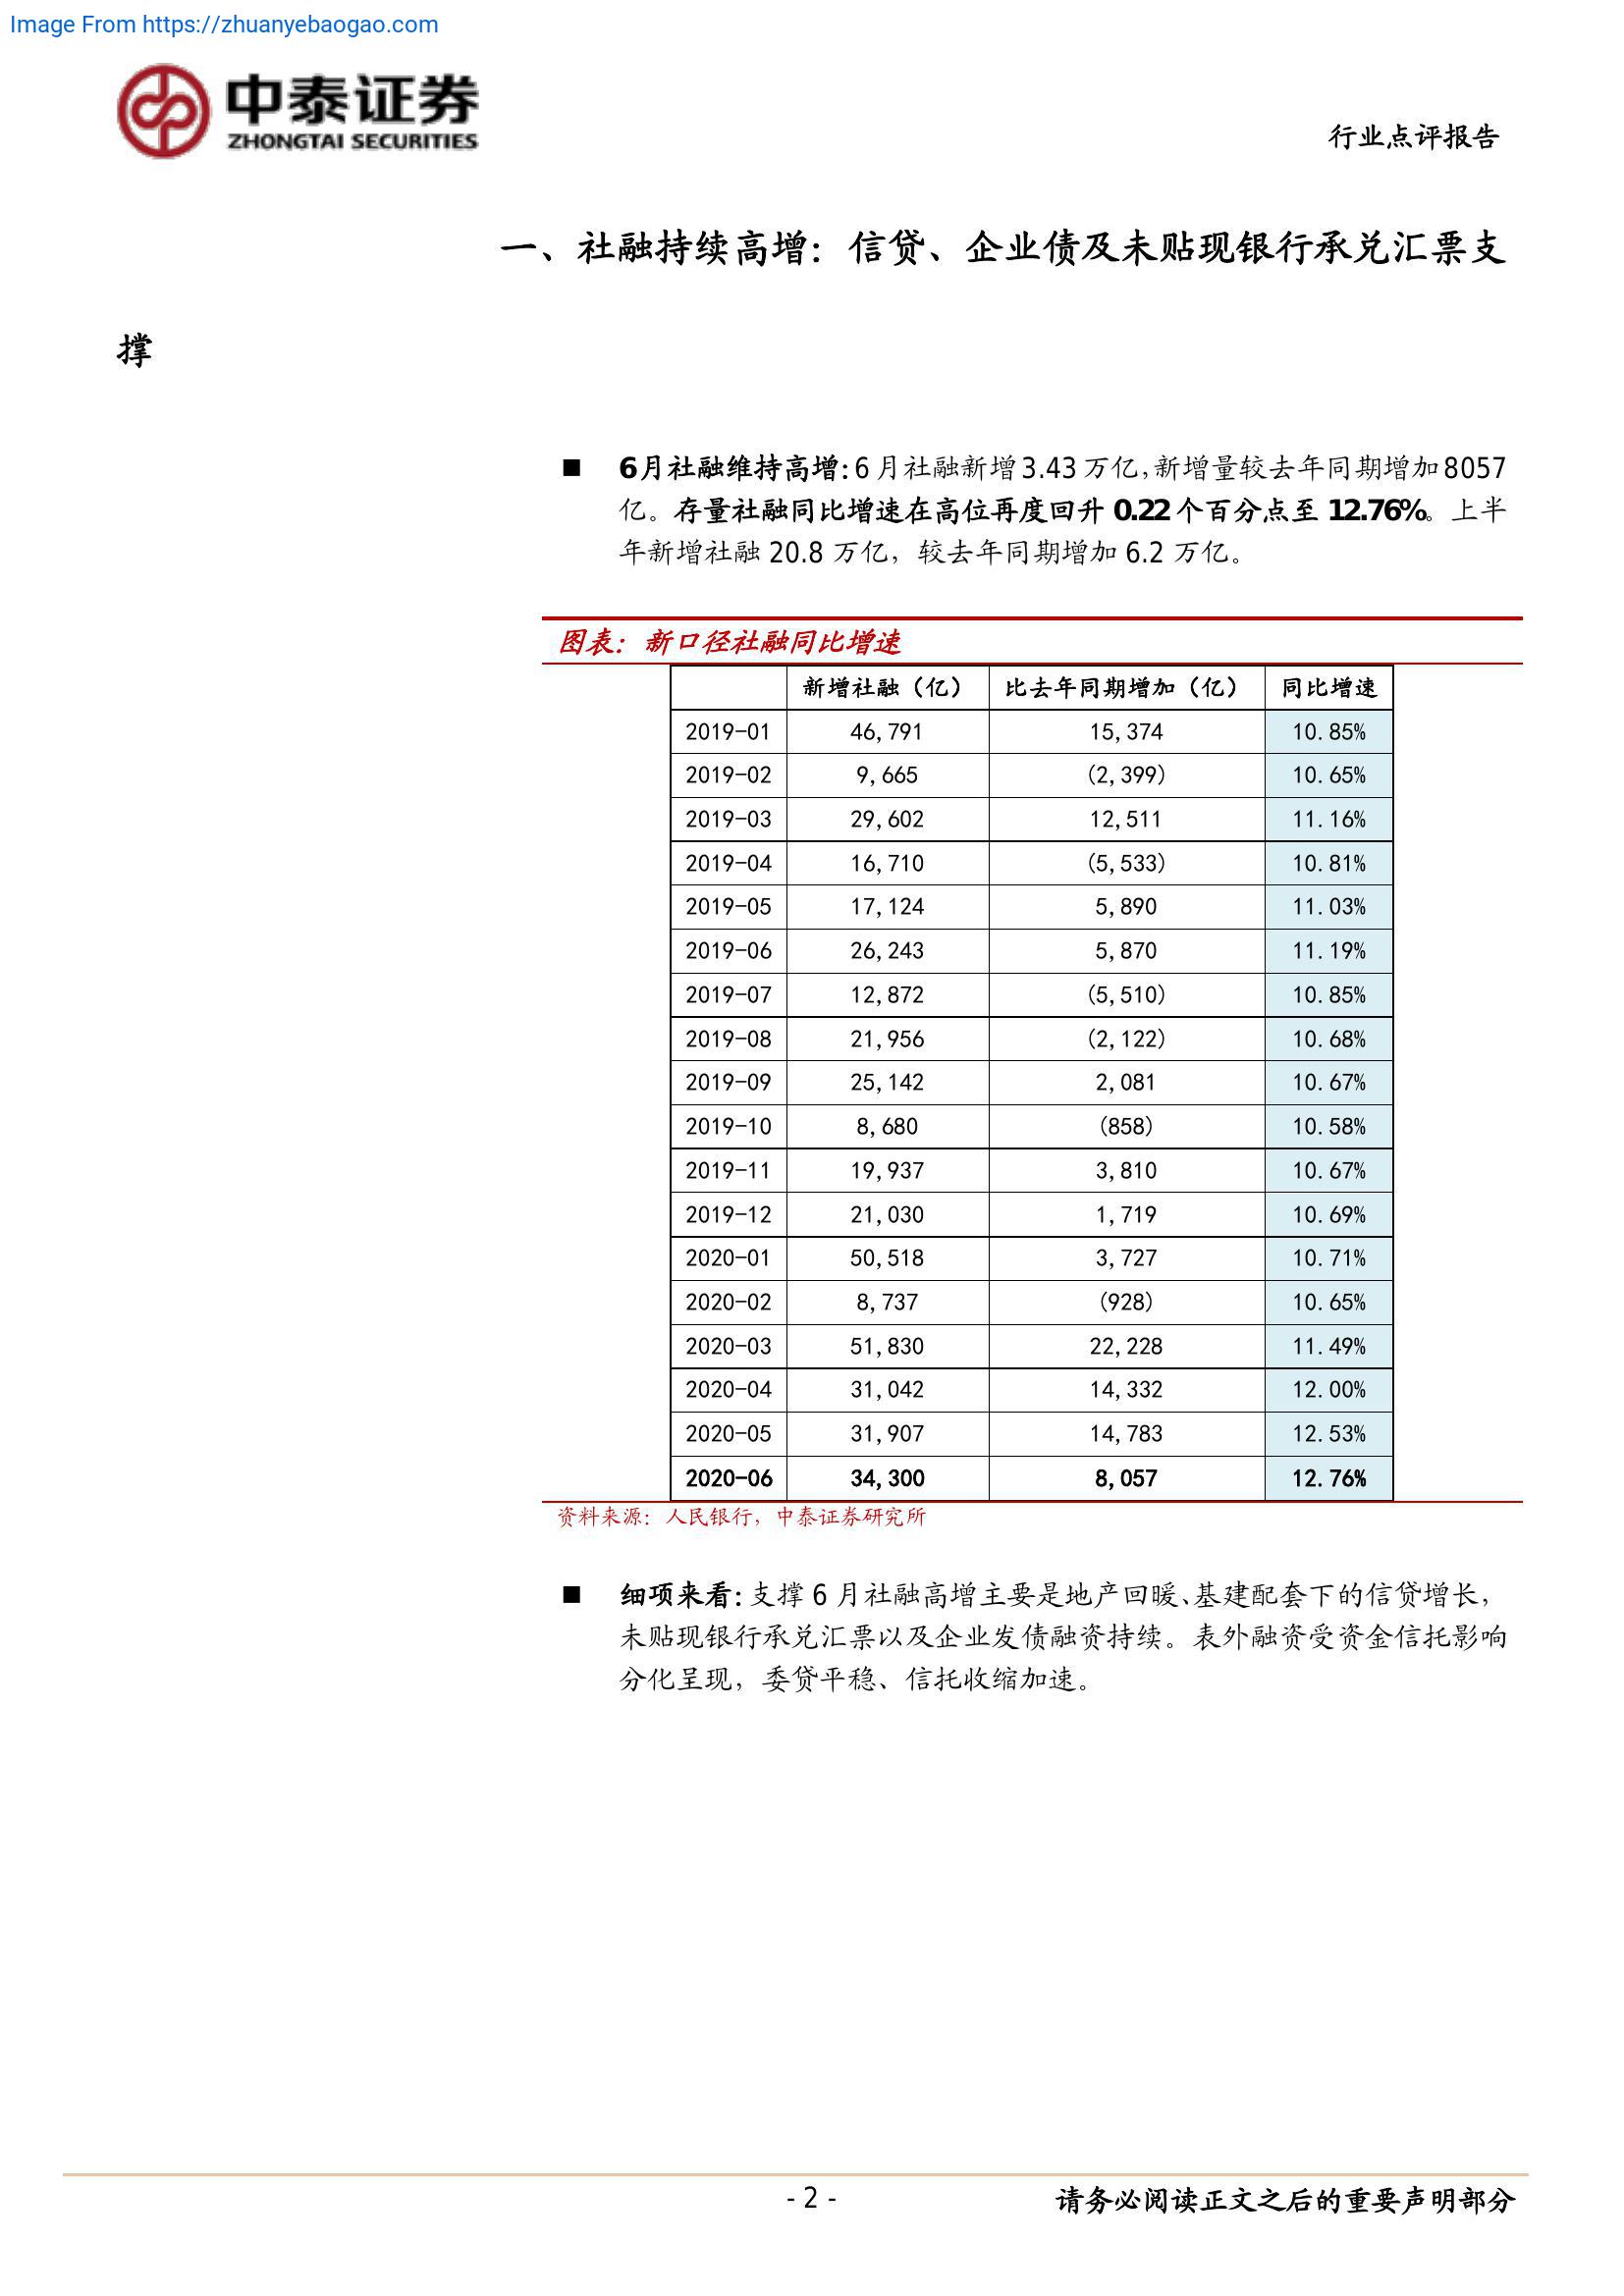 Image From https://zhuanyebaogao.com
中泰证券
ZHONGTAI SECURITIES
行业点评报告
一、社融持续高增：信贷、企业债及未贴现银行承兑汇票支
撑
■ 6月社融维持高增：6月社融新增3.43万亿，新增量较去年同期增加8057
亿。存量社融同比增速在高位再度回升 0.22个百分点至 12.76%。上半
年新增社融 20.8 万亿，较去年同期增加 6.2 万亿。
图表：新口径社融同比增速
新增社融（亿） 比去年同期增加（亿） 同比增速
2019-01 46,791 15,374 10.85%
2019-02 9,665 (2,399) 10.65%
2019-03 29,602 12,511 11.16%
2019-04 16,710 (5,533) 10.81%
2019-05 17,124 5,890 11.03%
2019-06 26,243 5,870 11.19%
2019-07 12,872 (5,510) 10.85%
2019-08 21,956 (2,122) 10.68%
2019-09 25,142 2,081 10.67%
2019-10 8,680 (858) 10.58%
2019-11 19,937 3,810 10.67%
2019-12 21,030 1,719 10.69%
2020-01 50,518 3,727 10.71%
2020-02 8,737 (928) 10.65%
2020-03 51,830 22,228 11.49%
2020-04 31,042 14,332 12.00%
2020-05 31,907 14,783 12.53%
2020-06 34,300 8,057 12.76%
资料来源：人民银行，中泰证券研究所
■ 细项来看：支撑 6 月社融高增主要是地产回暖、基建配套下的信贷增长，
未贴现银行承兑汇票以及企业发债融资持续。表外融资受资金信托影响
分化呈现，委贷平稳、信托收缩加速。
- 2 -
请务必阅读正文之后的重要声明部分